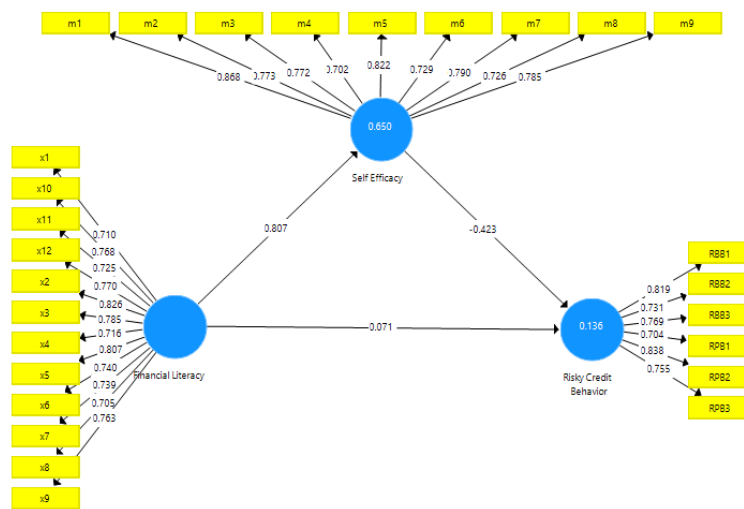 m1 m2 m3 m4 m5 m6 m7 m8 m9
0.868 0.773 0.772 0.702 0.822 0.729 0.790 0.726 0.785
0.650
Self Efficacy
x1
x10
x11
x12
x2
x3
x4
x5
x6
x7
x8
x9
0.710
0.768
0.725
0.770
0.826
0.785
0.716
0.807
0.740
0.739
0.705
0.763
Financial Literacy
0.807
-0.423
0.071
0.136
Risky Credit
Behavior
0.819
0.731
0.769
0.704
0.838
0.755
RBB1
RBB2
RBB3
RPB1
RPB2
RPB3